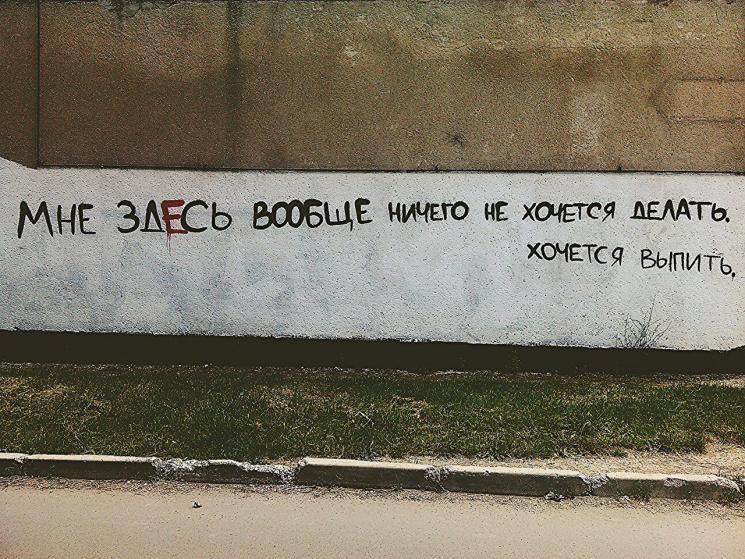 Мне здЕсь вообще ничего не хочется делать.
хочется выпить.